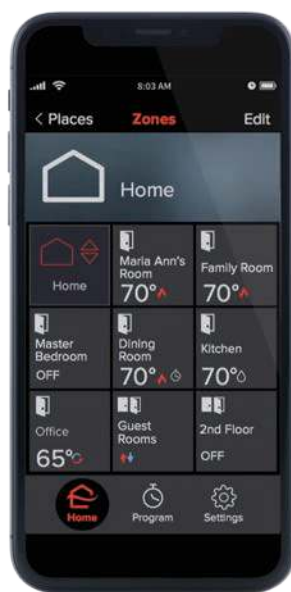 8:03 AM
< Places Zones Edit
Home
Home
Maria Ann's
Room
70°
Family Room
70°
Master
Bedroom
OFF
Dining
Room
70°
Kitchen
70°
Office
65°
Guest
Rooms
2nd Floor
OFF
Home Program Settings